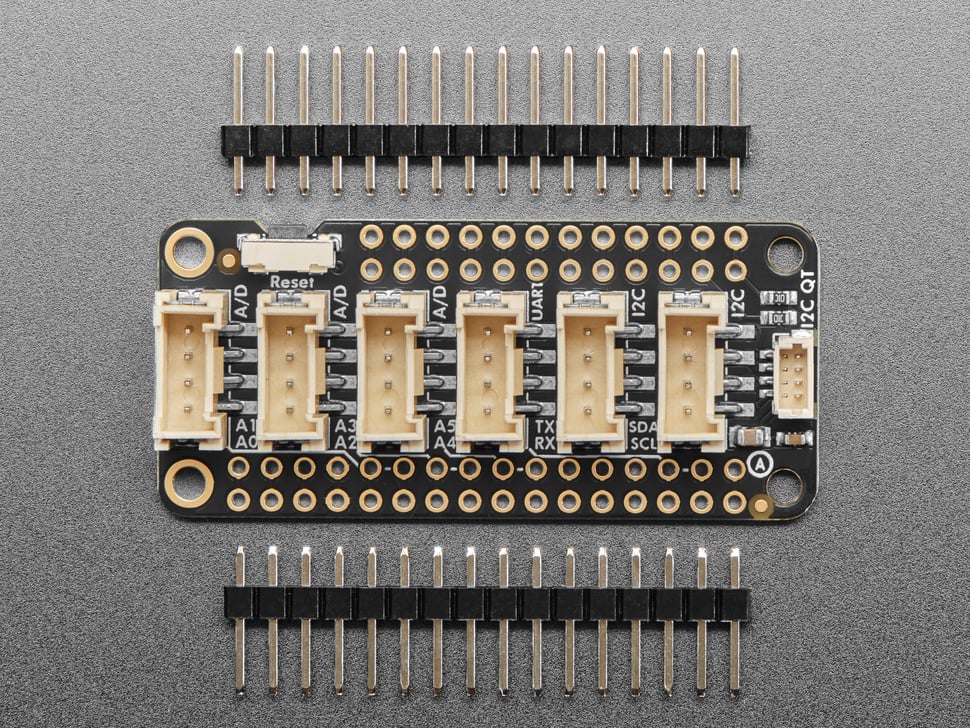 Reset
A/D
A/D
A/D
UART
I2C
I2C
I2C QT
A1
A0
A3
A2
A5
A4
TX
RX
SDA
SCL
A